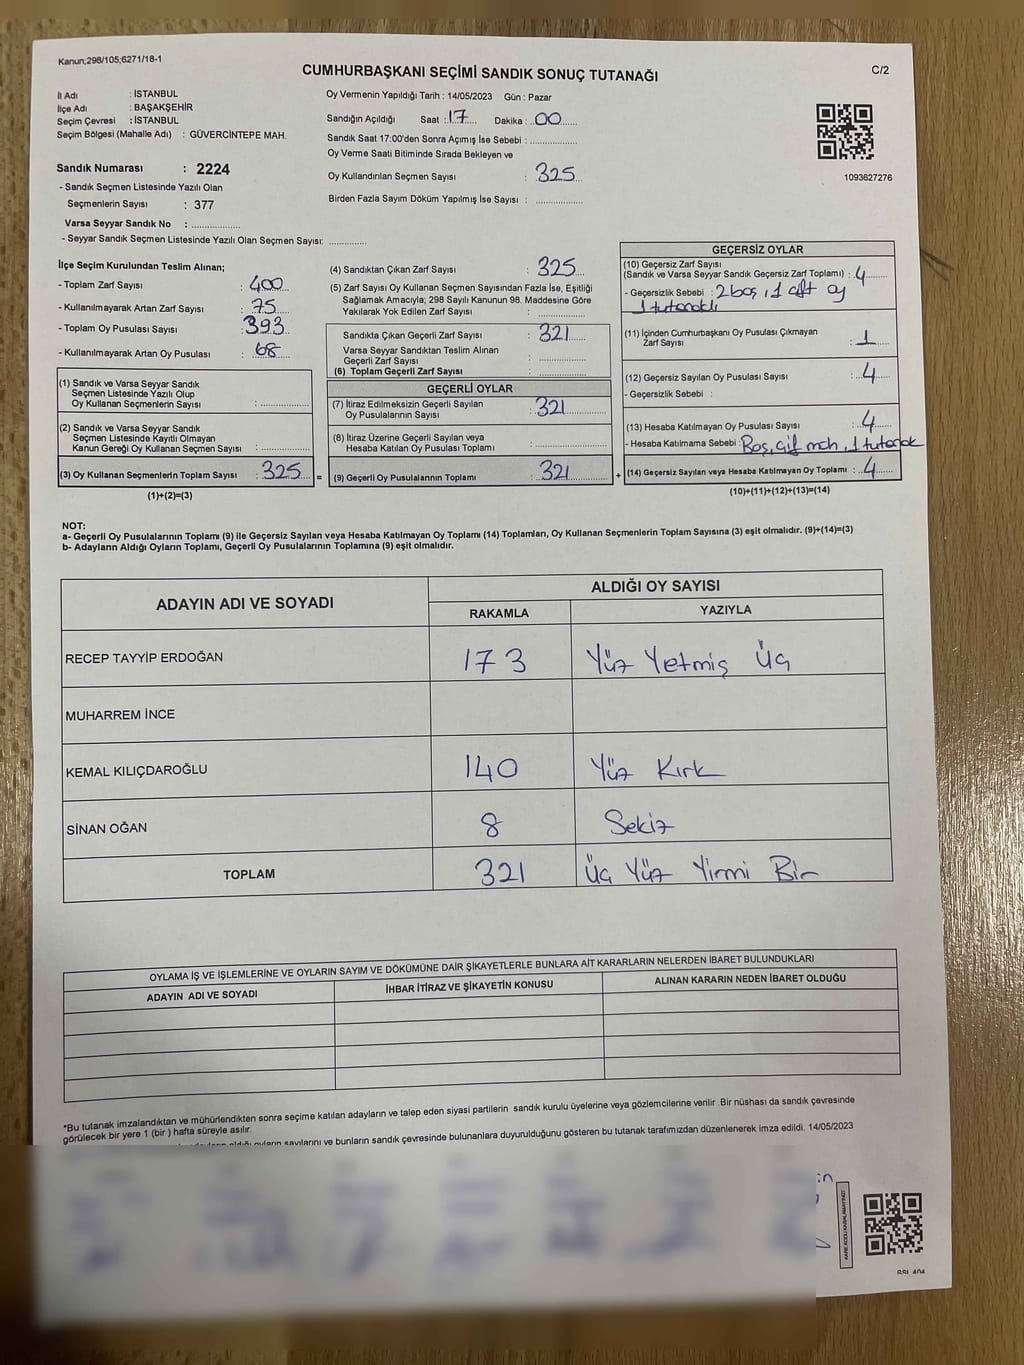 Kanun;298/105;6271/18-1
CUMHURBAŞKANI SEÇİMİ SANDIK SONUÇ TUTANAĞI
C/2
İl Adı : İSTANBUL
İlçe Adı : BAŞAKŞEHİR
Seçim Çevresi : İSTANBUL
Seçim Bölgesi (Mahalle Adı) : GÜVERCİNTEPE MAH.
Sandık Numarası : 2224
- Sandık Seçmen Listesinde Yazılı Olan
Seçmenlerin Sayısı : 377
Varsa Seyyar Sandık No : ..................
- Seyyar Sandık Seçmen Listesinde Yazılı Olan Seçmen Sayısı: ..............
Oy Vermenin Yapıldığı Tarih : 14/05/2023 Gün : Pazar
Sandığın Açıldığı Saat : 17 Dakika : 00
Sandık Saat 17:00'den Sonra Açımış İse Sebebi : ................
Oy Verme Saati Bitiminde Sırada Bekleyen ve
Oy Kullandırılan Seçmen Sayısı : 325
Birden Fazla Sayım Döküm Yapılmış İse Sayısı : ................
1093627276
İlçe Seçim Kurulundan Teslim Alınan;
- Toplam Zarf Sayısı : 400
- Kullanılmayarak Artan Zarf Sayısı : 75
- Toplam Oy Pusulası Sayısı : 393
- Kullanılmayarak Artan Oy Pusulası : 68
(1) Sandık ve Varsa Seyyar Sandık
Seçmen Listesinde Yazılı Olup
Oy Kullanan Seçmenlerin Sayısı : ................
(2) Sandık ve Varsa Seyyar Sandık
Seçmen Listesinde Kayıtlı Olmayan
Kanun Gereği Oy Kullanan Seçmen Sayısı : ................
(3) Oy Kullanan Seçmenlerin Toplam Sayısı : 325 =
(1)+(2)=(3)
(4) Sandıktan Çıkan Zarf Sayısı : 325
(5) Zarf Sayısı Oy Kullanan Seçmen Sayısından Fazla İse, Eşitliği
Sağlamak Amacıyla; 298 Sayılı Kanunun 98. Maddesine Göre
Yakılarak Yok Edilen Zarf Sayısı : ................
Sandıkta Çıkan Geçerli Zarf Sayısı : 321
Varsa Seyyar Sandıktan Teslim Alınan
Geçerli Zarf Sayısı : ................
(6) Toplam Geçerli Zarf Sayısı : ................
GEÇERLİ OYLAR
(7) İtiraz Edilmeksizin Geçerli Sayılan
Oy Pusulalarının Sayısı : 321
(8) İtiraz Üzerine Geçerli Sayılan veya
Hesaba Katılan Oy Pusulaları Toplamı : ................
(9) Geçerli Oy Pusulalarının Toplamı : 321 +
GEÇERSİZ OYLAR
(10) Geçersiz Zarf Sayısı
(Sandık ve Varsa Seyyar Sandık Geçersiz Zarf Toplamı) : 4
- Geçersizlik Sebebi : 2 boş, 1 çift oy
1 tutanaklı
(11) İçinden Cumhurbaşkanı Oy Pusulası Çıkmayan
Zarf Sayısı : 1
(12) Geçersiz Sayılan Oy Pusulası Sayısı : 4
- Geçersizlik Sebebi :
(13) Hesaba Katılmayan Oy Pusulası Sayısı : 4
- Hesaba Katılmama Sebebi : Boş, çif , 1 tutanak
(14) Geçersiz Sayılan veya Hesaba Katılmayan Oy Toplamı : 4
(10)+(11)+(12)+(13)=(14)
NOT:
a- Geçerli Oy Pusulalarının Toplamı (9) ile Geçersiz Sayılan veya Hesaba Katılmayan Oy Toplamı (14) Toplamları, Oy Kullanan Seçmenlerin Toplam Sayısına (3) eşit olmalıdır. (9)+(14)=(3)
b- Adayların Aldığı Oyların Toplamı, Geçerli Oy Pusulalarının Toplamına (9) eşit olmalıdır.
ADAYIN ADI VE SOYADI
ALDIĞI OY SAYISI
RAKAMLA YAZIYLA
RECEP TAYYİP ERDOĞAN 173 Yüz Yetmiş Üç
MUHARREM İNCE
KEMAL KILIÇDAROĞLU 140 Yüz Kırk
SİNAN OĞAN 8 Sekiz
TOPLAM 321 Üç Yüz Yirmi Bir
OYLAMA İŞ VE İŞLEMLERİNE VE OYLARIN SAYIM VE DÖKÜMÜNE DAİR ŞİKAYETLERLE BUNLARA AİT KARARLARIN NELERDEN İBARET BULUNDUKLARI
ADAYIN ADI VE SOYADI İHBAR İTİRAZ VE ŞİKAYETİN KONUSU ALINAN KARARIN NEDEN İBARET OLDUĞU
*Bu tutanak imzalandıktan ve mühürlendikten sonra seçime katılan adayların ve talep eden siyasi partilerin sandık kurulu üyelerine veya gözlemcilerine verilir. Bir nüshası da sandık çevresinde
görülecek bir yere 1 (bir) hafta süreyle asılır.
aldığı oyların sayılarını ve bunların sandık çevresinde bulunanlara duyurulduğunu gösteren bu tutanak tarafımızdan düzenlenerek imza edildi. 14/05/2023